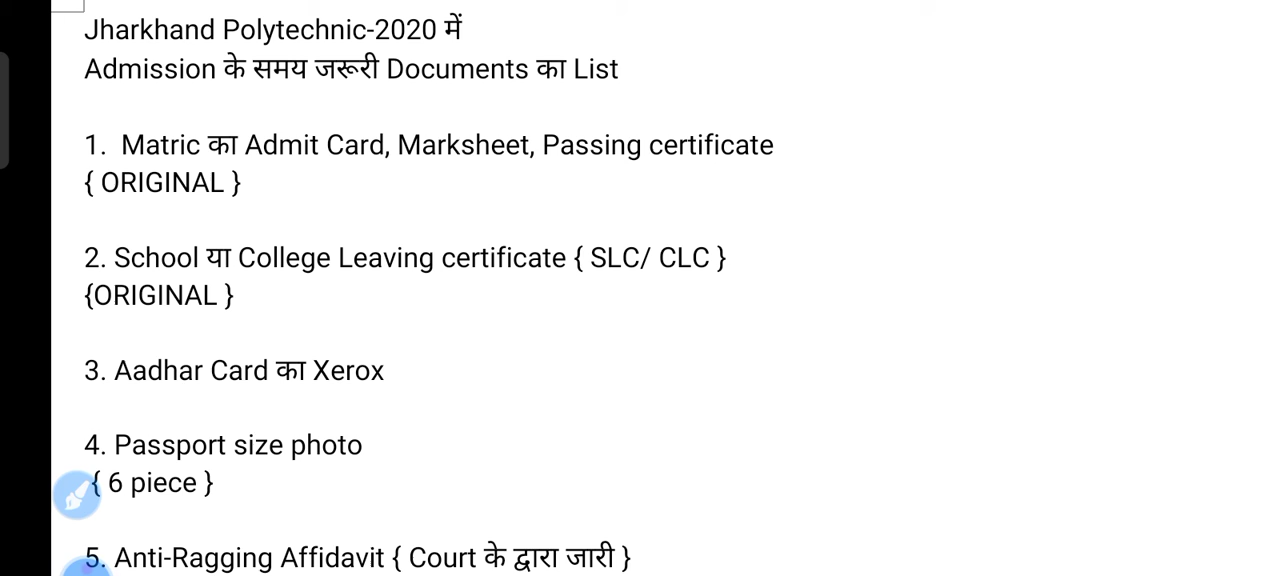 Jharkhand Polytechnic-2020 में
Admission के समय जरूरी Documents का List
1. Matric का Admit Card, Marksheet, Passing certificate
{ ORIGINAL }
2. School या College Leaving certificate { SLC/ CLC }
{ORIGINAL }
3. Aadhar Card का Xerox
4. Passport size photo
{ 6 piece }
5. Anti-Ragging Affidavit { Court के द्वारा जारी }